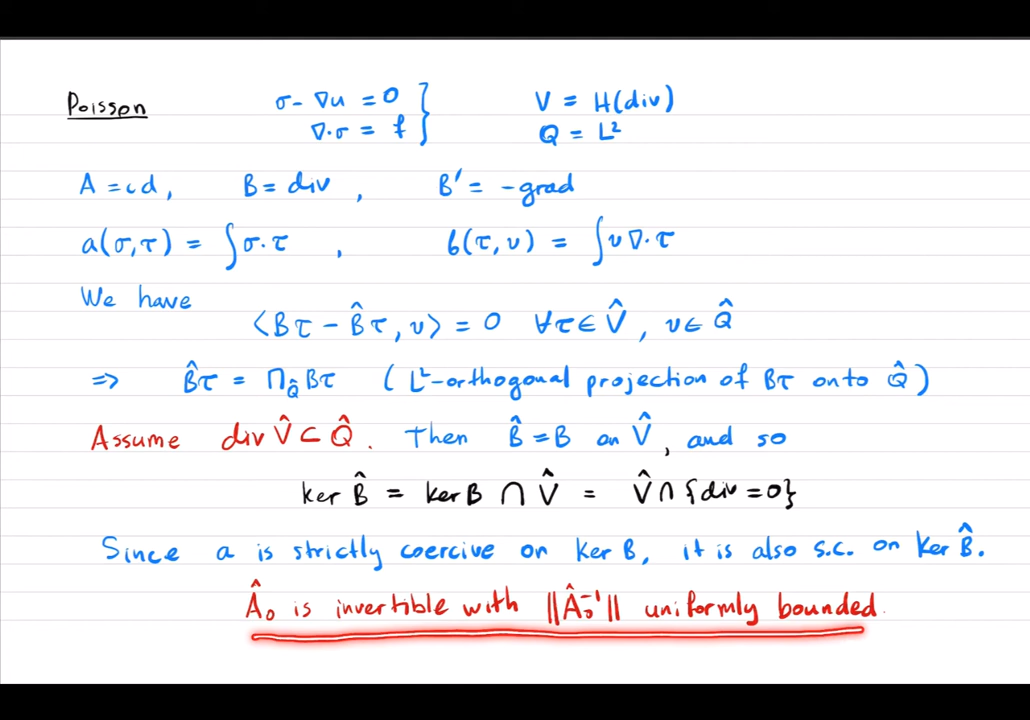 Poisson σ - ∇u = 0 } V = H(div)
∇·σ = f Q = L²
A = id, B = div, B' = -grad
a(σ,τ) = ∫σ·τ , b(τ,υ) = ∫υ∇·τ
We have
⟨Bτ - B̂τ, υ⟩ = 0 ∀τ∈V̂, υ∈Q̂
⇒ B̂τ = Π_Q̂ Bτ (L²-orthogonal projection of Bτ onto Q̂)
Assume div V̂ ⊂ Q̂. Then B̂ = B on V̂, and so
ker B̂ = ker B ∩ V̂ = V̂ ∩ {div = 0}
Since a is strictly coercive on ker B, it is also s.c. on ker B̂.
Â₀ is invertible with ||Â₀⁻¹|| uniformly bounded.